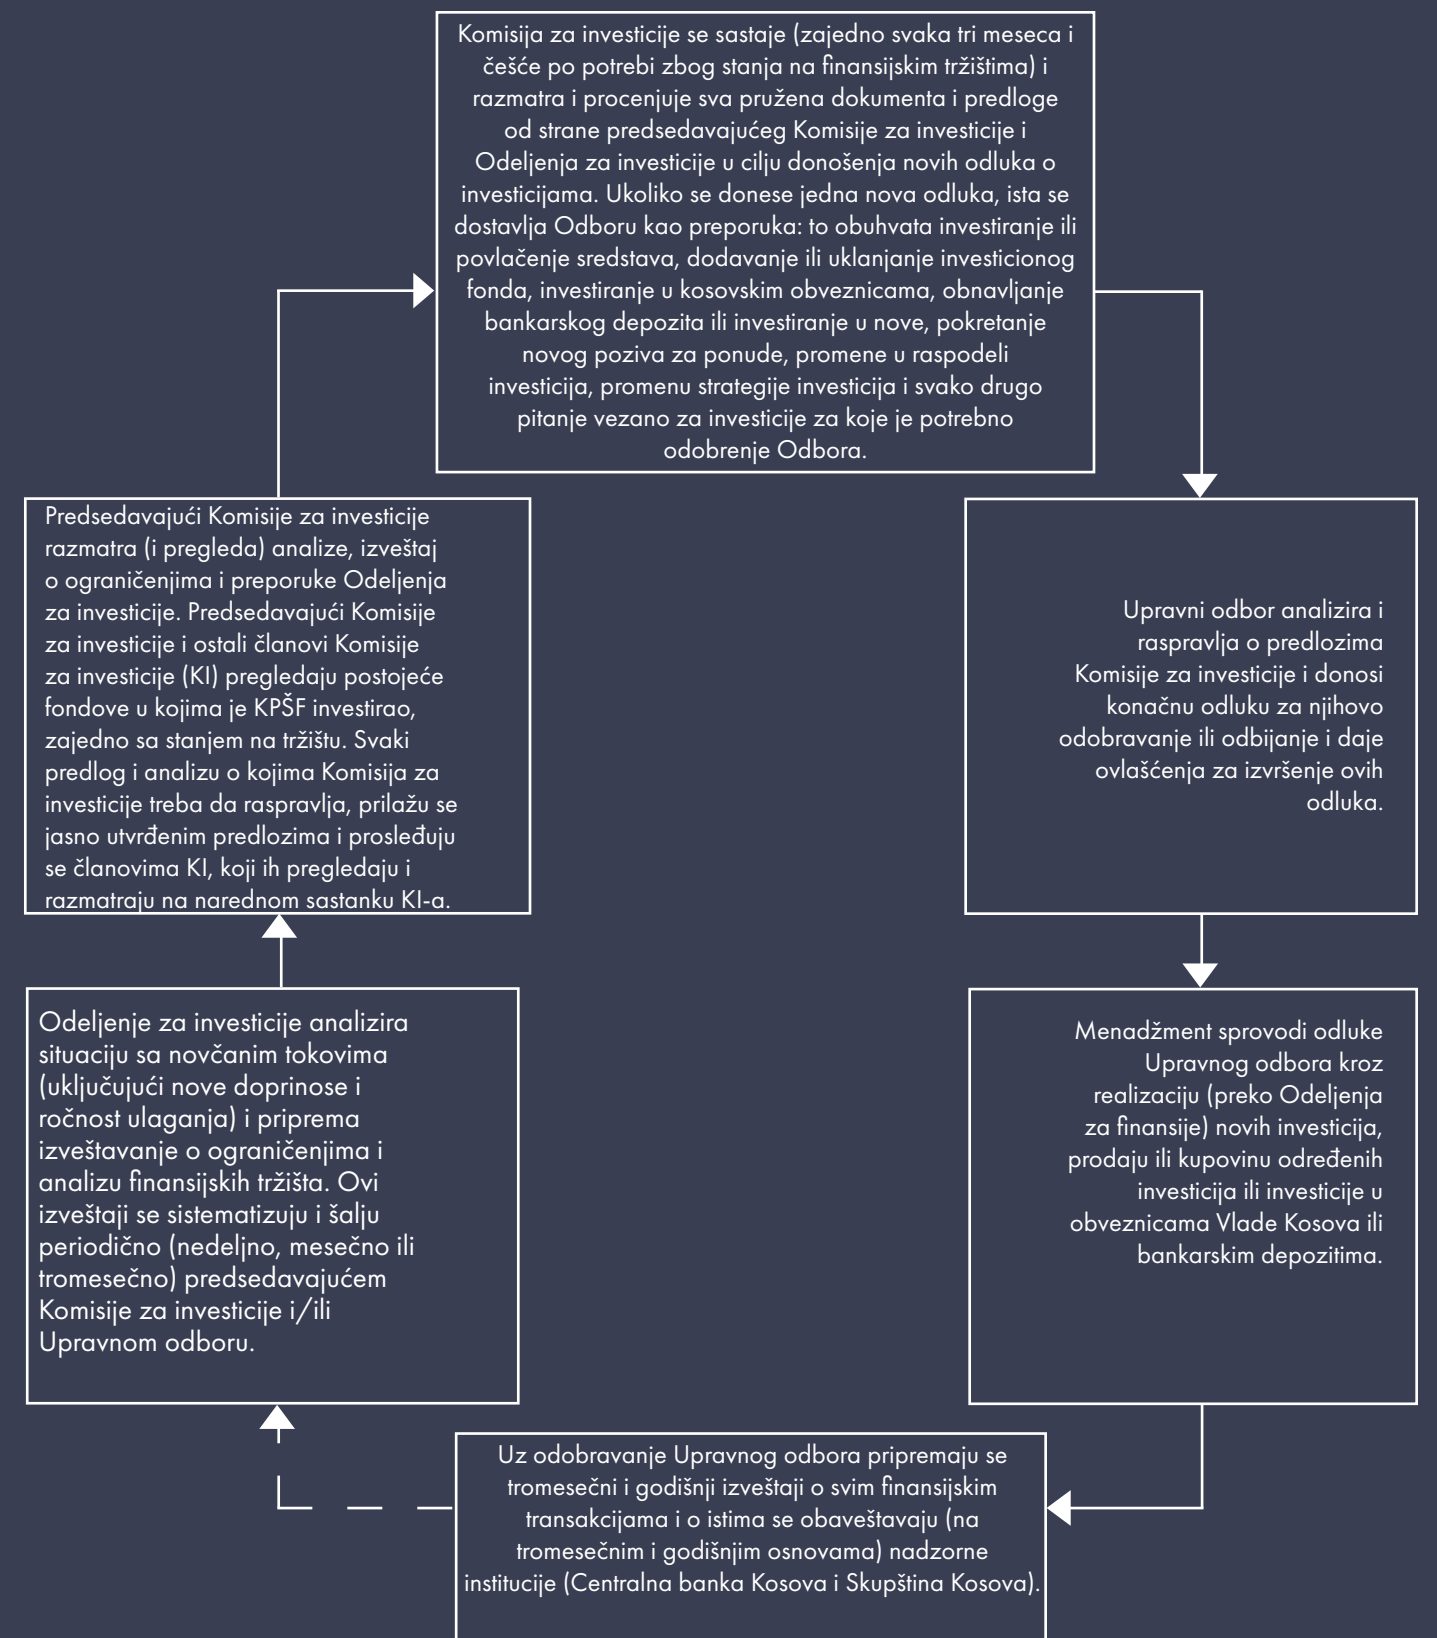 Komisija za investicije se sastaje (zajedno svaka tri meseca i
češće po potrebi zbog stanja na finansijskim tržištima) i
razmatra i procenjuje sva pružena dokumenta i predloge
od strane predsedavajućeg Komisije za investicije i
Odeljenja za investicije u cilju donošenja novih odluka o
investicijama. Ukoliko se donese jedna nova odluka, ista se
dostavlja Odboru kao preporuka: to obuhvata investiranje ili
povlačenje sredstava, dodavanje ili uklanjanje investicionog
fonda, investiranje u kosovskim obveznicama, obnavljanje
bankarskog depozita ili investiranje u nove, pokretanje
novog poziva za ponude, promene u raspodeli
investicija, promenu strategije investicija i svako drugo
pitanje vezano za investicije za koje je potrebno
odobrenje Odbora.
Predsedavajući Komisije za investicije
razmatra (i pregleda) analize, izveštaj
o ograničenjima i preporuke Odeljenja
za investicije. Predsedavajući Komisije
za investicije i ostali članovi Komisije
za investicije (KI) pregledaju postojeće
fondove u kojima je KPŠF investirao,
zajedno sa stanjem na tržištu. Svaki
predlog i analizu o kojima Komisija za
investicije treba da raspravlja, prilažu se
jasno utvrđenim predlozima i prosleđuju
se članovima KI, koji ih pregledaju i
razmatraju na narednom sastanku KI-a.
Upravni odbor analizira i
raspravlja o predlozima
Komisije za investicije i donosi
konačnu odluku za njihovo
odobravanje ili odbijanje i daje
ovlašćenja za izvršenje ovih
odluka.
Odeljenje za investicije analizira
situaciju sa novčanim tokovima
(uključujući nove doprinose i
ročnost ulaganja) i priprema
izveštavanje o ograničenjima i
analizu finansijskih tržišta. Ovi
izveštaji se sistematizuju i šalju
periodično (nedeljno, mesečno ili
tromesečno) predsedavajućem
Komisije za investicije i/ili
Upravnom odboru.
Menadžment sprovodi odluke
Upravnog odbora kroz
realizaciju (preko Odeljenja
za finansije) novih investicija,
prodaju ili kupovinu određenih
investicija ili investicije u
obveznicama Vlade Kosova ili
bankarskim depozitima.
Uz odobravanje Upravnog odbora pripremaju se
tromesečni i godišnji izveštaji o svim finansijskim
transakcijama i o istima se obaveštavaju (na
tromesečnim i godišnjim osnovama) nadzorne
institucije (Centralna banka Kosova i Skupština Kosova).